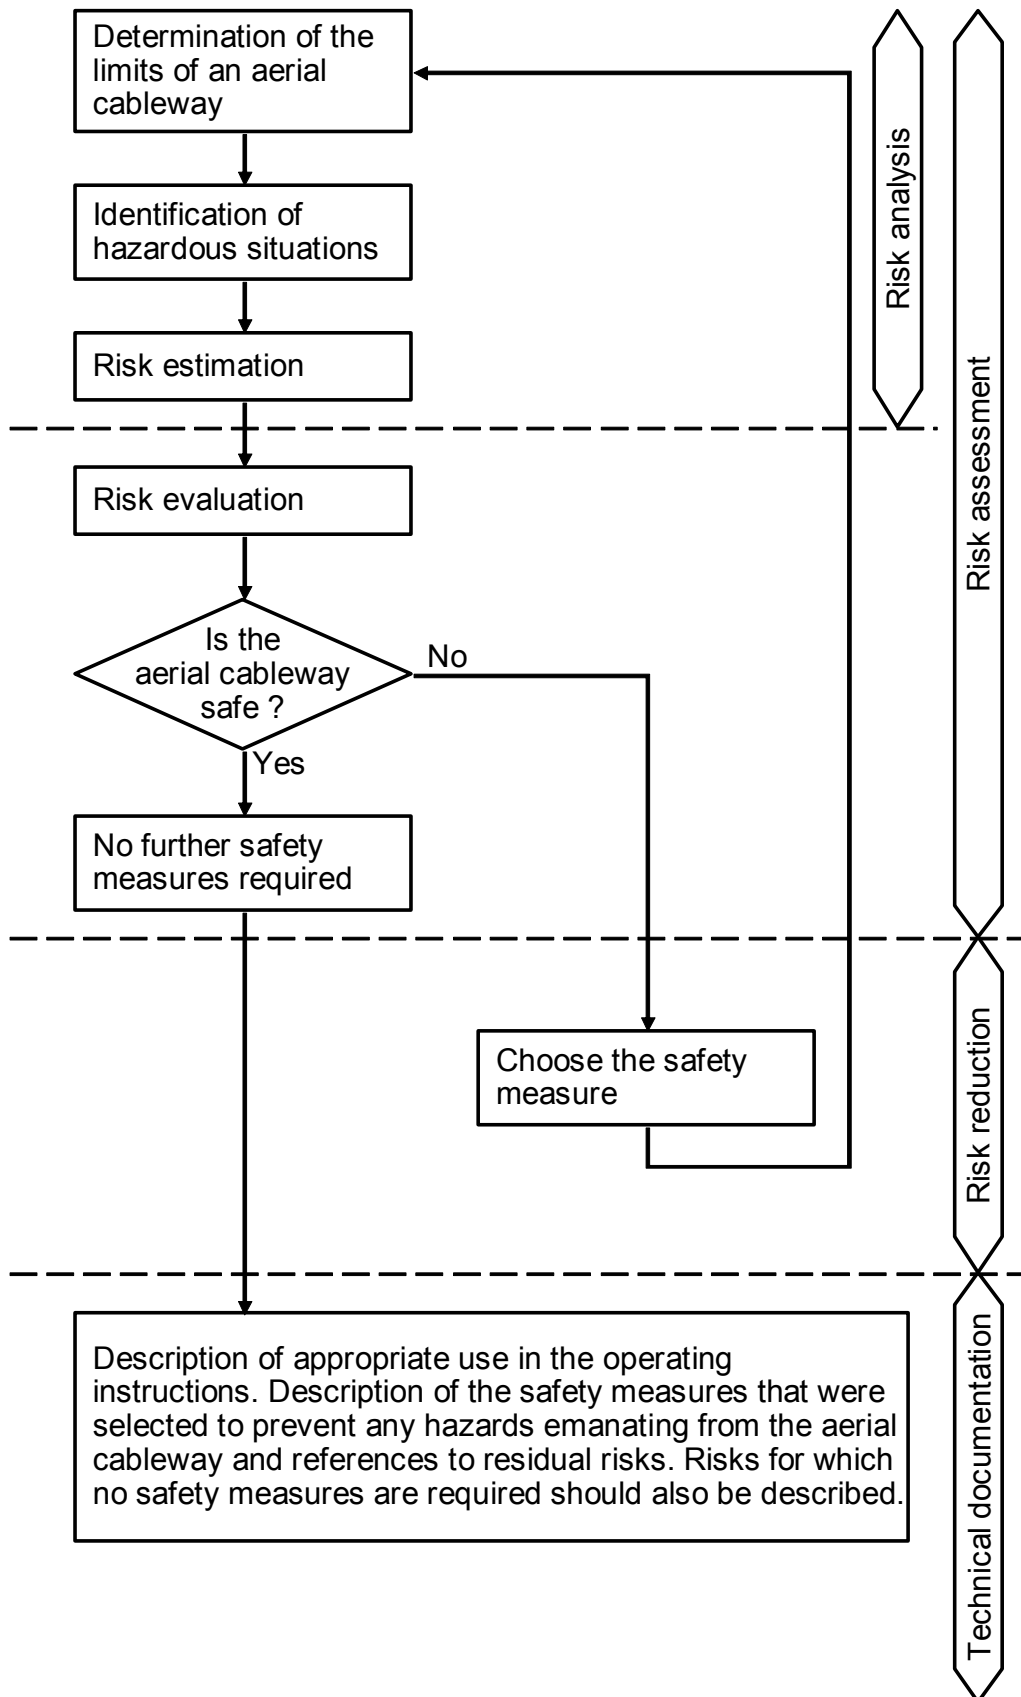 Determination of the
limits of an aerial
cableway
Identification of
hazardous situations
Risk estimation
Risk analysis
Risk evaluation
Is the
aerial cableway
safe ?
No
Yes
No further safety
measures required
Risk assessment
Choose the safety
measure
Risk reduction
Description of appropriate use in the operating
instructions. Description of the safety measures that were
selected to prevent any hazards emanating from the aerial
cableway and references to residual risks. Risks for which
no safety measures are required should also be described.
Technical documentation